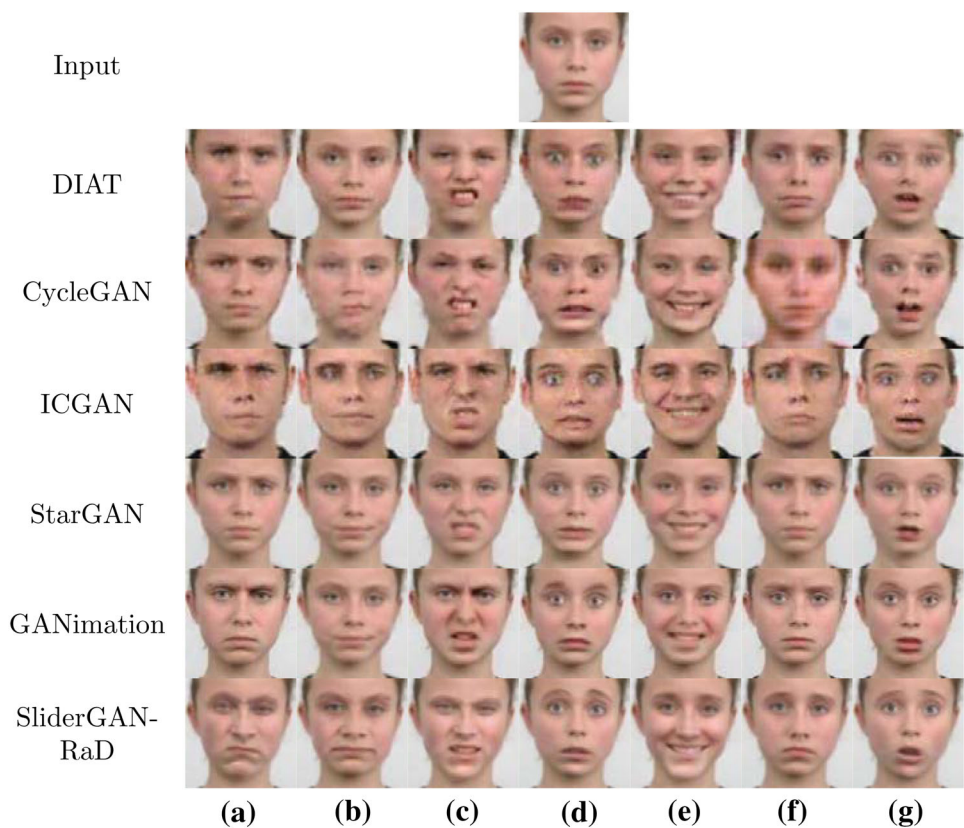 Input
DIAT
CycleGAN
ICGAN
StarGAN
GANimation
SliderGAN-
RaD
(a) (b) (c) (d) (e) (f) (g)